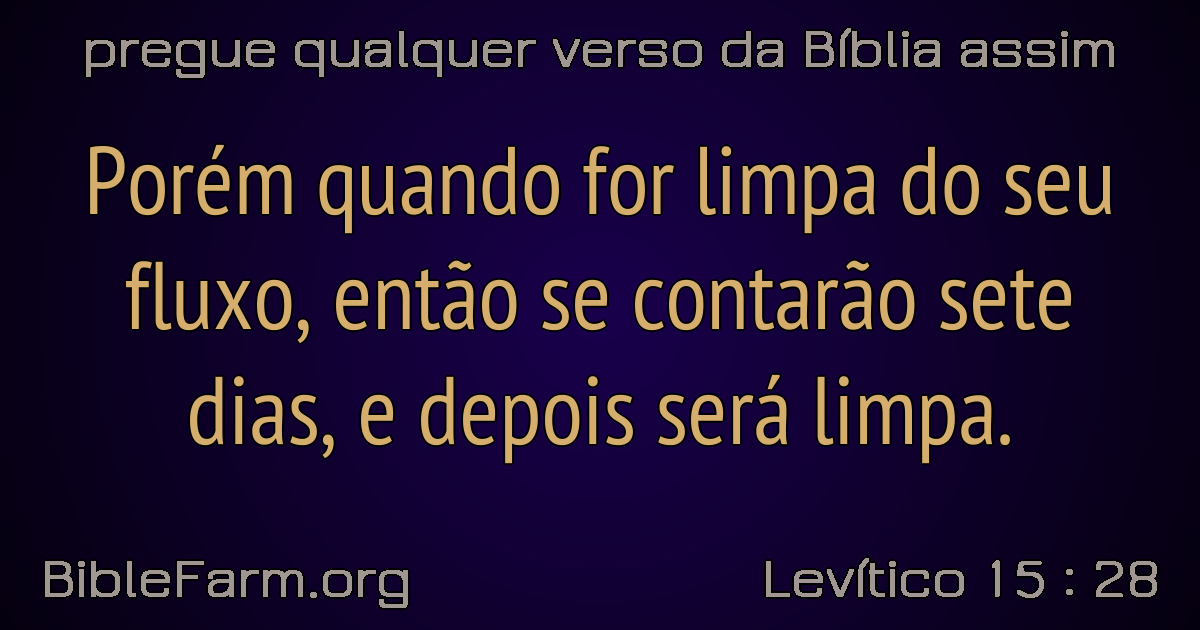 pregue qualquer verso da Bíblia assim
Porém quando for limpa do seu
fluxo, então se contarão sete
dias, e depois será limpa.
BibleFarm.org
Levítico 15 : 28